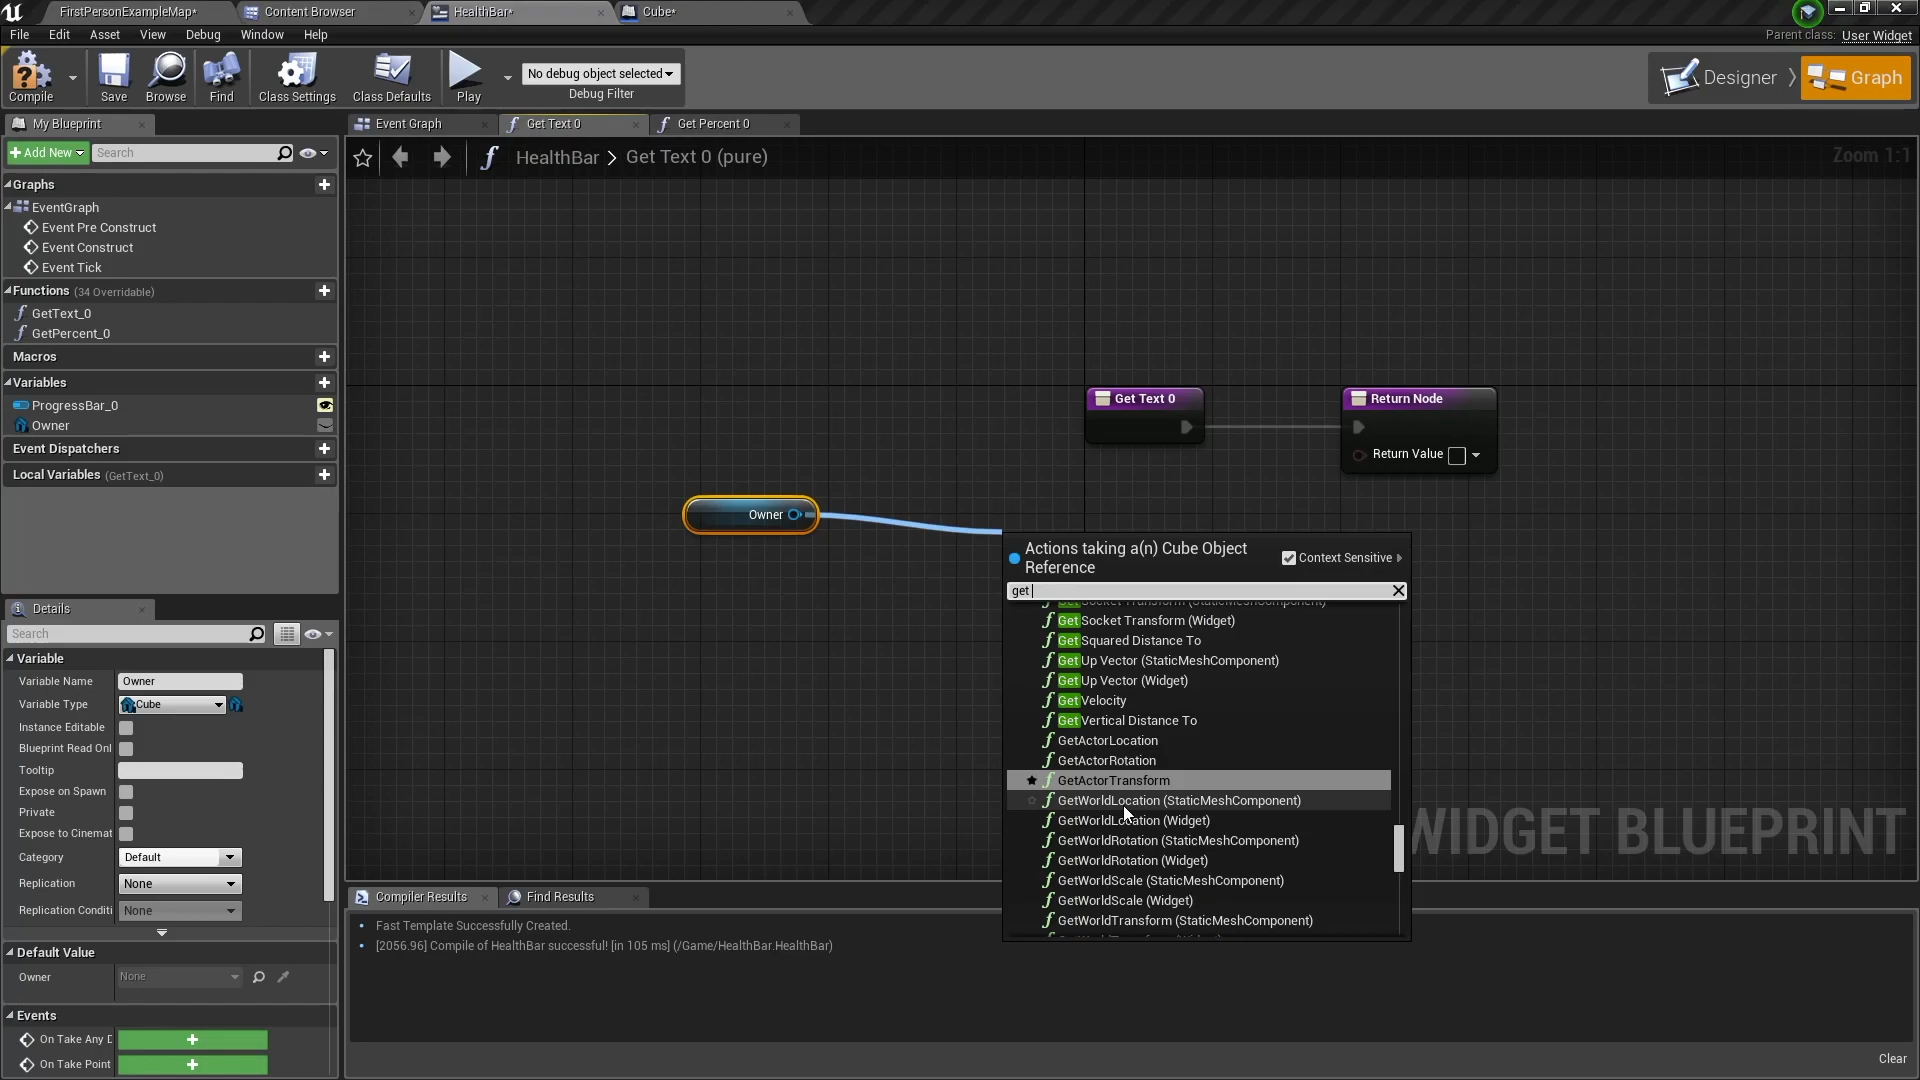 FirstPersonExampleMap*
Content Browser
HealthBar*
Cube*
File Edit Asset View Debug Window Help
Parent class: User Widget
Compile
Save
Browse
Find
Class Settings
Class Defaults
Play
No debug object selected
Debug Filter
Designer
Graph
My Blueprint
Event Graph
Get Text 0
Get Percent 0
Add New
Search
HealthBar > Get Text 0 (pure)
Zoom 1:1
Graphs
EventGraph
Event Pre Construct
Event Construct
Event Tick
Functions (34 Overridable)
GetText_0
GetPercent_0
Macros
Variables
ProgressBar_0
Owner
Event Dispatchers
Local Variables (GetText_0)
Get Text 0
Return Node
Return Value
Owner
Actions taking a(n) Cube Object
Reference
Context Sensitive
get
Get Socket Transform (StaticMeshComponent)
Get Socket Transform (Widget)
Get Squared Distance To
Get Up Vector (StaticMeshComponent)
Get Up Vector (Widget)
Get Velocity
Get Vertical Distance To
GetActorLocation
GetActorRotation
GetActorTransform
GetWorldLocation (StaticMeshComponent)
GetWorldLocation (Widget)
GetWorldRotation (StaticMeshComponent)
GetWorldRotation (Widget)
GetWorldScale (StaticMeshComponent)
GetWorldScale (Widget)
GetWorldTransform (StaticMeshComponent)
WIDGET BLUEPRINT
Details
Search
Variable
Variable Name Owner
Variable Type Cube
Instance Editable
Blueprint Read Onl
Tooltip
Expose on Spawn
Private
Expose to Cinemat
Category Default
Replication None
Replication Conditi None
Default Value
Owner None
Events
On Take Any D
On Take Point
Compiler Results
Find Results
Fast Template Successfully Created.
[2056.96] Compile of HealthBar successful! [in 105 ms] (/Game/HealthBar.HealthBar)
Clear